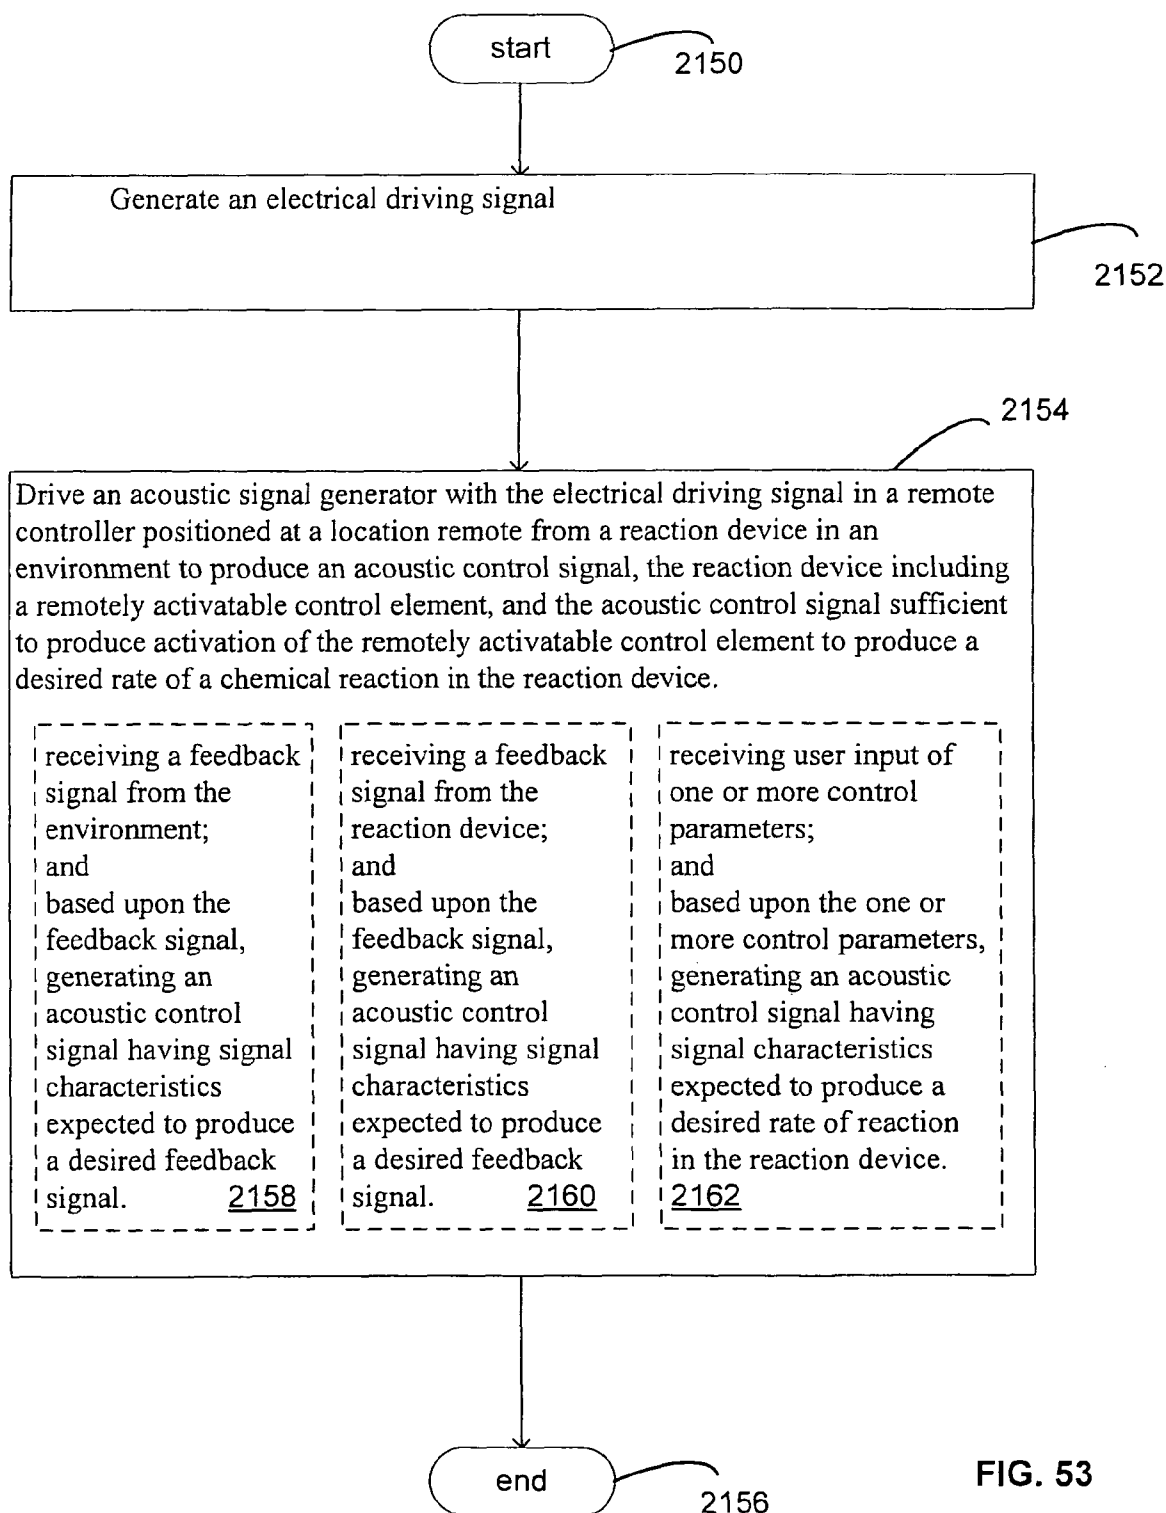 start
2150
Generate an electrical driving signal
2152
2154
Drive an acoustic signal generator with the electrical driving signal in a remote
controller positioned at a location remote from a reaction device in an
environment to produce an acoustic control signal, the reaction device including
a remotely activatable control element, and the acoustic control signal sufficient
to produce activation of the remotely activatable control element to produce a
desired rate of a chemical reaction in the reaction device.
receiving a feedback
signal from the
environment;
and
based upon the
feedback signal,
generating an
acoustic control
signal having signal
characteristics
expected to produce
a desired feedback
signal. 2158
receiving a feedback
signal from the
reaction device;
and
based upon the
feedback signal,
generating an
acoustic control
signal having signal
characteristics
expected to produce
a desired feedback
signal. 2160
receiving user input of
one or more control
parameters;
and
based upon the one or
more control parameters,
generating an acoustic
control signal having
signal characteristics
expected to produce a
desired rate of reaction
in the reaction device.
2162
end
2156
FIG. 53